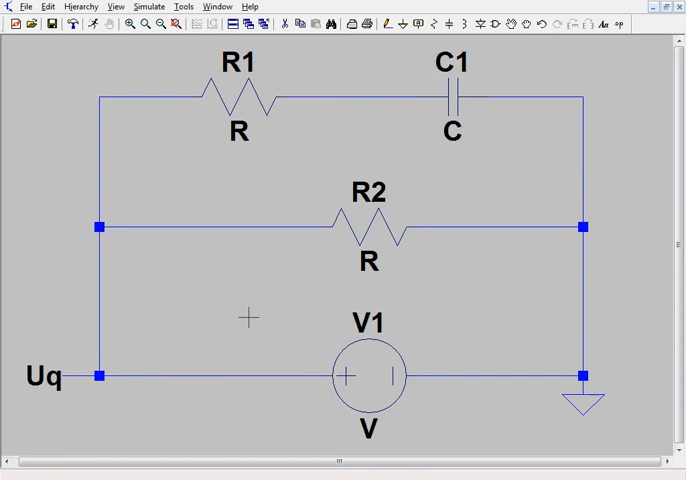 File Edit Hierarchy View Simulate Tools Window Help
R1
C1
R
C
R2
R
V1
Uq
V